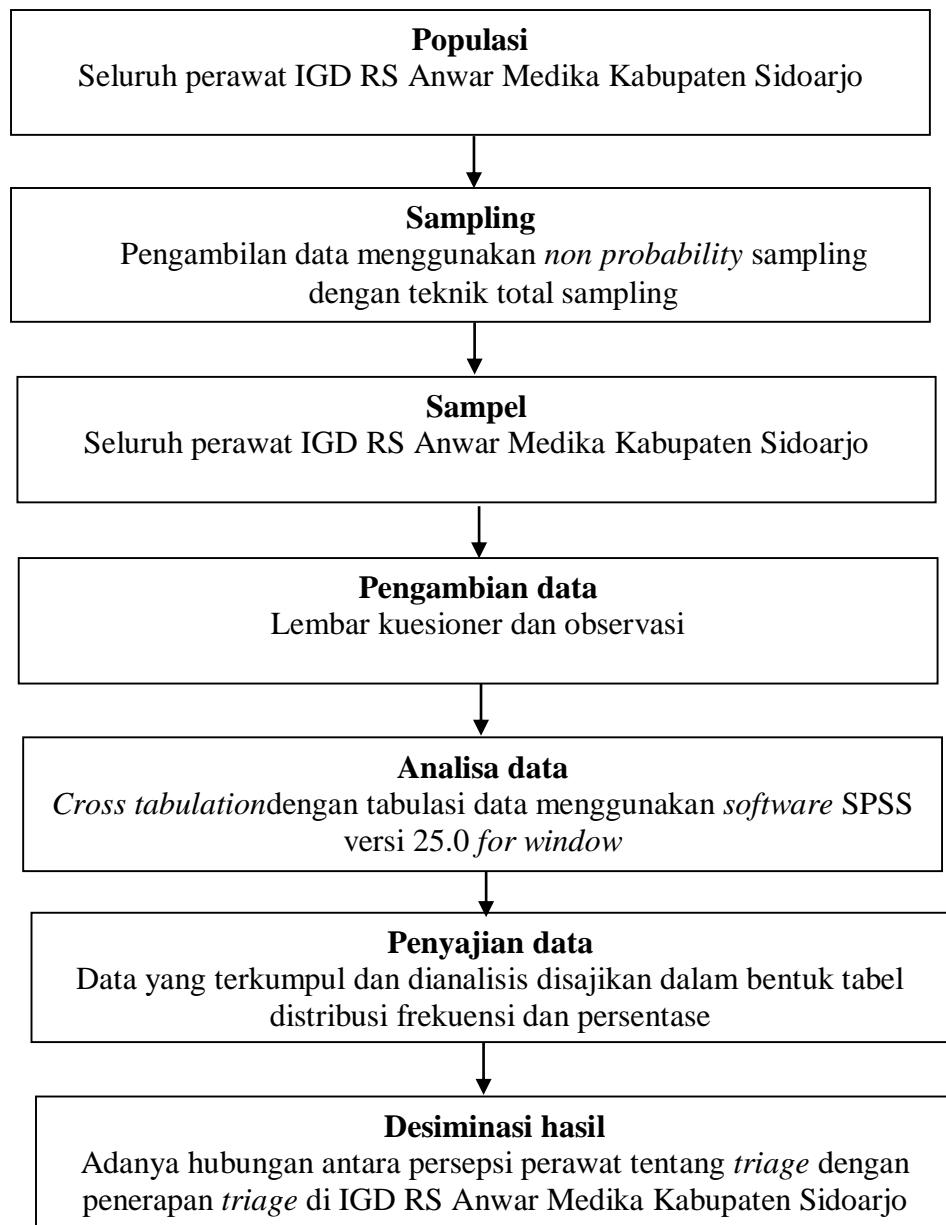 Populasi
Seluruh perawat IGD RS Anwar Medika Kabupaten Sidoarjo
Sampling
Pengambilan data menggunakan non probability sampling
dengan teknik total sampling
Sampel
Seluruh perawat IGD RS Anwar Medika Kabupaten Sidoarjo
Pengambian data
Lembar kuesioner dan observasi
Analisa data
Cross tabulationdengan tabulasi data menggunakan software SPSS
versi 25.0 for window
Penyajian data
Data yang terkumpul dan dianalisis disajikan dalam bentuk tabel
distribusi frekuensi dan persentase
Desiminasi hasil
Adanya hubungan antara persepsi perawat tentang triage dengan
penerapan triage di IGD RS Anwar Medika Kabupaten Sidoarjo